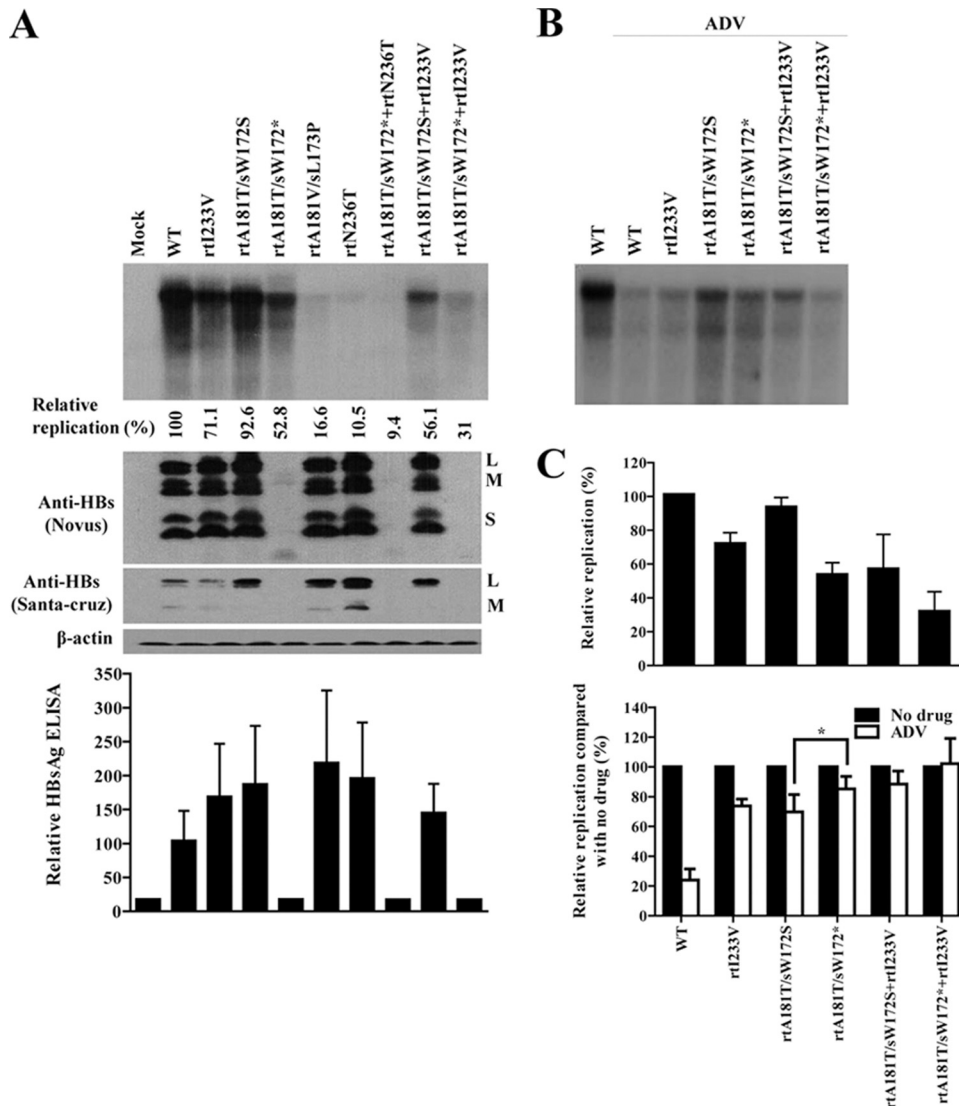 A
Mock
WT
rtI233V
rtA181T/sW172S
rtA181T/sW172*
rtA181V/sL173P
rtN236T
rtA181T/sW172*+rtN236T
rtA181T/sW172S+rtI233V
rtA181T/sW172*+rtI233V
Relative
replication (%)
100
71.1
92.6
52.8
16.6
10.5
9.4
56.1
31
Anti-HBs
(Novus)
L
M
S
Anti-HBs
(Santa-cruz)
L
M
β-actin
Relative HBsAg ELISA
350
300
250
200
150
100
50
0
B
ADV
WT
WT
rtI233V
rtA181T/sW172S
rtA181T/sW172*
rtA181T/sW172S+rtI233V
rtA181T/sW172*+rtI233V
C
Relative replication (%)
120
100
80
60
40
20
0
Relative replication compared
with no drug (%)
140
120
100
80
60
40
20
0
No drug
ADV
*
WT
rtI233V
rtA181T/sW172S
rtA181T/sW172*
rtA181T/sW172S+rtI233V
rtA181T/sW172*+rtI233V